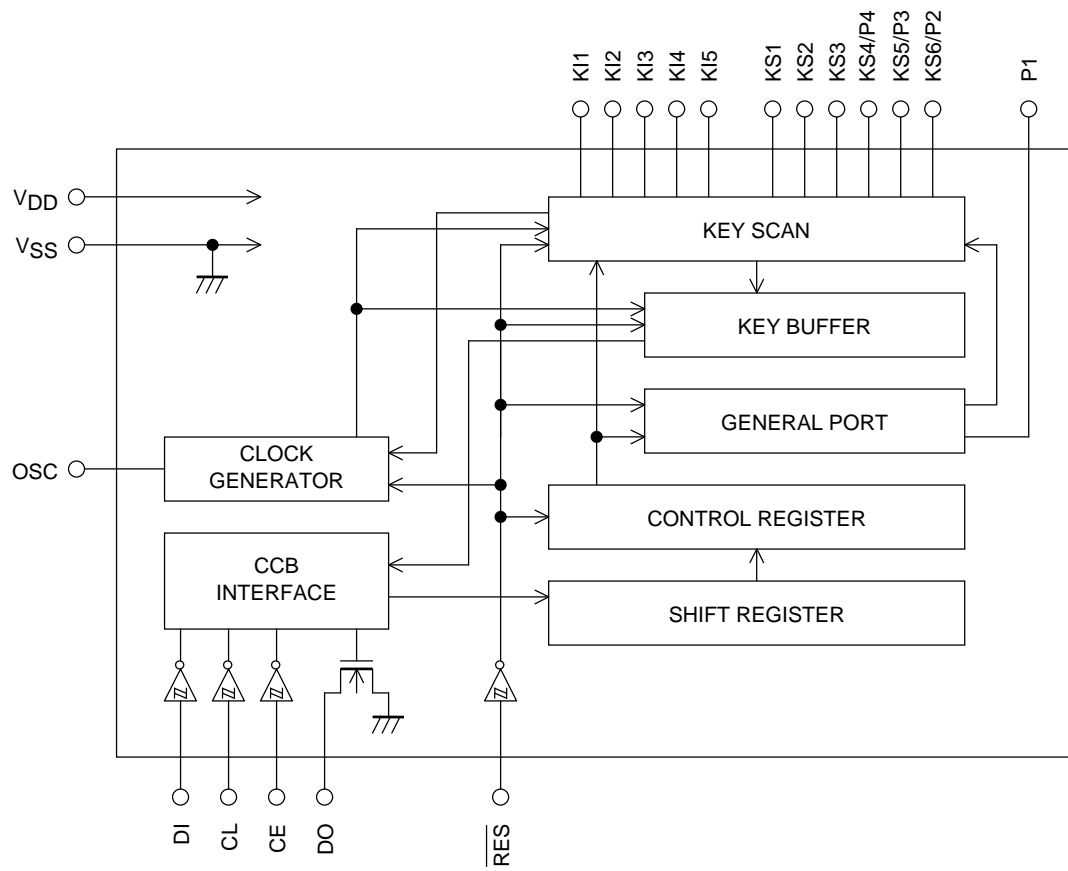 KI1
KI2
KI3
KI4
KI5
KS1
KS2
KS3
KS4/P4
KS5/P3
KS6/P2
P1
VDD
VSS
KEY SCAN
KEY BUFFER
GENERAL PORT
OSC
CLOCK
GENERATOR
CONTROL REGISTER
CCB
INTERFACE
SHIFT REGISTER
DI
CL
CE
DO
RES